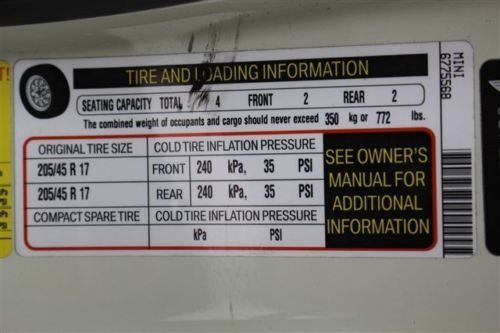 TIRE AND LOADING INFORMATION
SEATING CAPACITY TOTAL 4 FRONT 2 REAR 2
The combined weight of occupants and cargo should never exceed 350 kg or 772 lbs.
ORIGINAL TIRE SIZE COLD TIRE INFLATION PRESSURE
205/45 R 17 FRONT 240 kPa, 35 PSI
205/45 R 17 REAR 240 kPa, 35 PSI
COMPACT SPARE TIRE COLD TIRE INFLATION PRESSURE
kPa PSI
SEE OWNER'S
MANUAL FOR
ADDITIONAL
INFORMATION
MINI
6775568